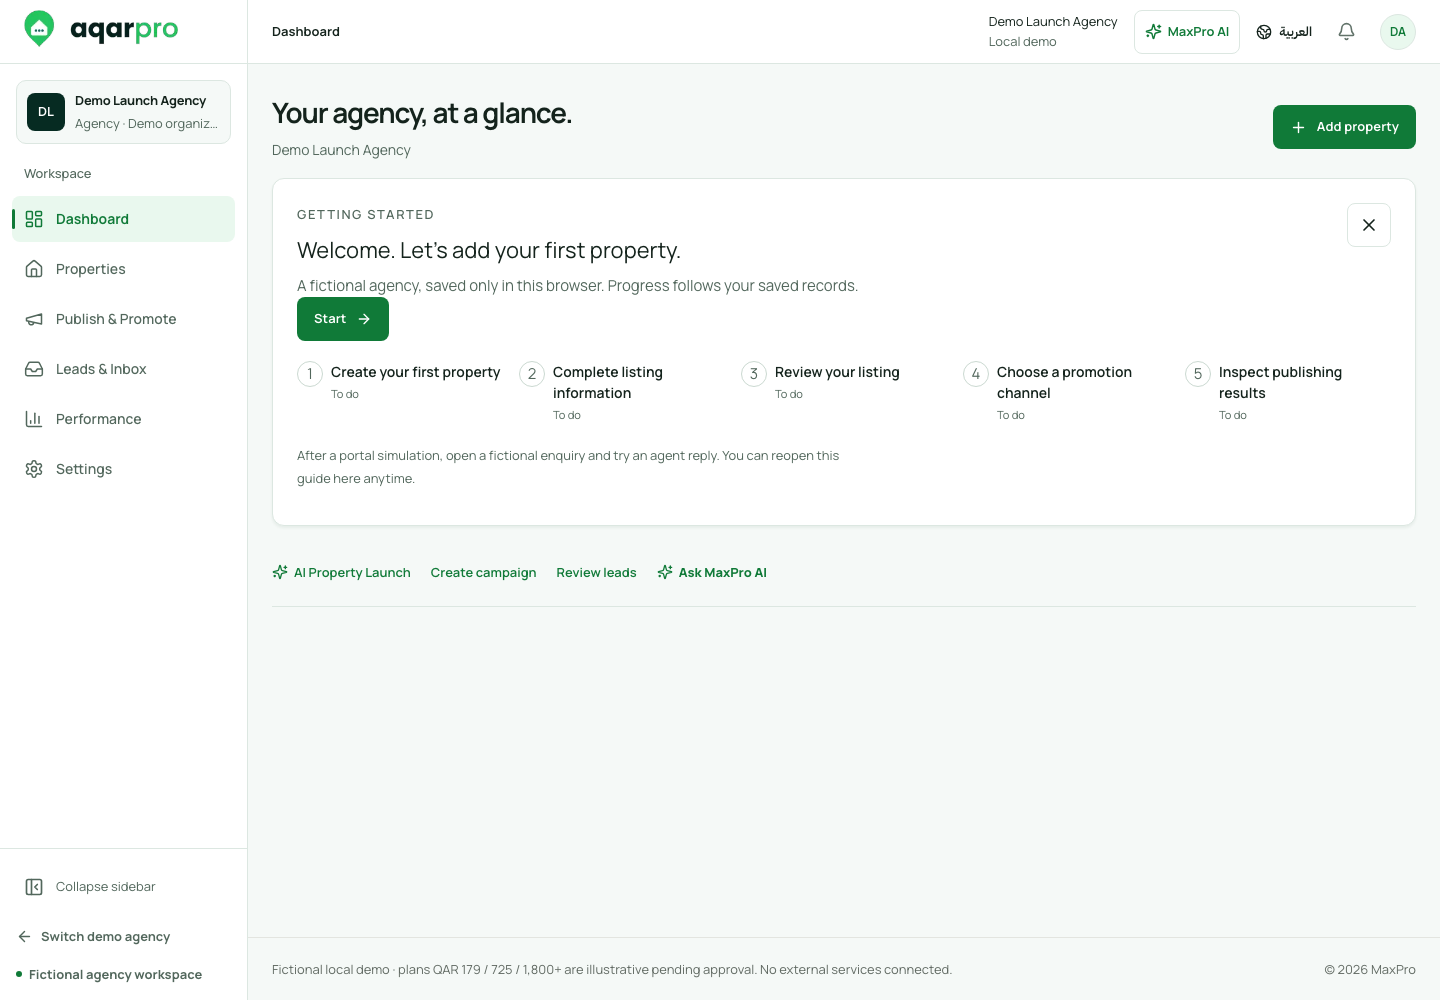 aqarpro
Dashboard
Demo Launch Agency
Local demo
MaxPro AI
العربية
DA
DL
Demo Launch Agency
Agency · Demo organiz...
Workspace
Dashboard
Properties
Publish & Promote
Leads & Inbox
Performance
Settings
Collapse sidebar
Switch demo agency
Fictional agency workspace
Your agency, at a glance.
Demo Launch Agency
Add property
GETTING STARTED
Welcome. Let's add your first property.
A fictional agency, saved only in this browser. Progress follows your saved records.
Start
1
Create your first property
To do
2
Complete listing
information
To do
3
Review your listing
To do
4
Choose a promotion
channel
To do
5
Inspect publishing
results
To do
After a portal simulation, open a fictional enquiry and try an agent reply. You can reopen this
guide here anytime.
AI Property Launch
Create campaign
Review leads
Ask MaxPro AI
Fictional local demo · plans QAR 179 / 725 / 1,800+ are illustrative pending approval. No external services connected.
© 2026 MaxPro